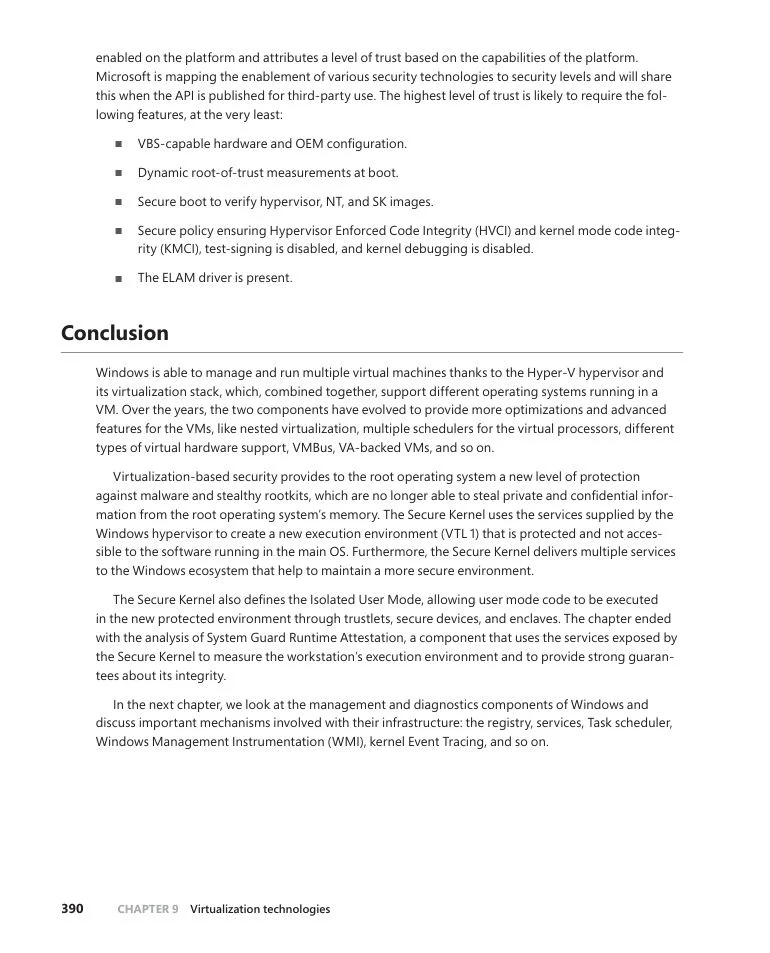 enabled on the platform and attributes a level of trust based on the capabilities of the platform.
Microsoft is mapping the enablement of various security technologies to security levels and will share
this when the API is published for third-party use. The highest level of trust is likely to require the fol-
lowing features, at the very least:
■ VBS-capable hardware and OEM configuration.
■ Dynamic root-of-trust measurements at boot.
■ Secure boot to verify hypervisor, NT, and SK images.
■ Secure policy ensuring Hypervisor Enforced Code Integrity (HVCI) and kernel mode code integ-
rity (KMCI), test-signing is disabled, and kernel debugging is disabled.
■ The ELAM driver is present.
Conclusion
Windows is able to manage and run multiple virtual machines thanks to the Hyper-V hypervisor and
its virtualization stack, which, combined together, support different operating systems running in a
VM. Over the years, the two components have evolved to provide more optimizations and advanced
features for the VMs, like nested virtualization, multiple schedulers for the virtual processors, different
types of virtual hardware support, VMBus, VA-backed VMs, and so on.
Virtualization-based security provides to the root operating system a new level of protection
against malware and stealthy rootkits, which are no longer able to steal private and confidential infor-
mation from the root operating system's memory. The Secure Kernel uses the services supplied by the
Windows hypervisor to create a new execution environment (VTL 1) that is protected and not acces-
sible to the software running in the main OS. Furthermore, the Secure Kernel delivers multiple services
to the Windows ecosystem that help to maintain a more secure environment.
The Secure Kernel also defines the Isolated User Mode, allowing user mode code to be executed
in the new protected environment through trustlets, secure devices, and enclaves. The chapter ended
with the analysis of System Guard Runtime Attestation, a component that uses the services exposed by
the Secure Kernel to measure the workstation's execution environment and to provide strong guaran-
tees about its integrity.
In the next chapter, we look at the management and diagnostics components of Windows and
discuss important mechanisms involved with their infrastructure: the registry, services, Task scheduler,
Windows Management Instrumentation (WMI), kernel Event Tracing, and so on.
390 CHAPTER 9 Virtualization technologies